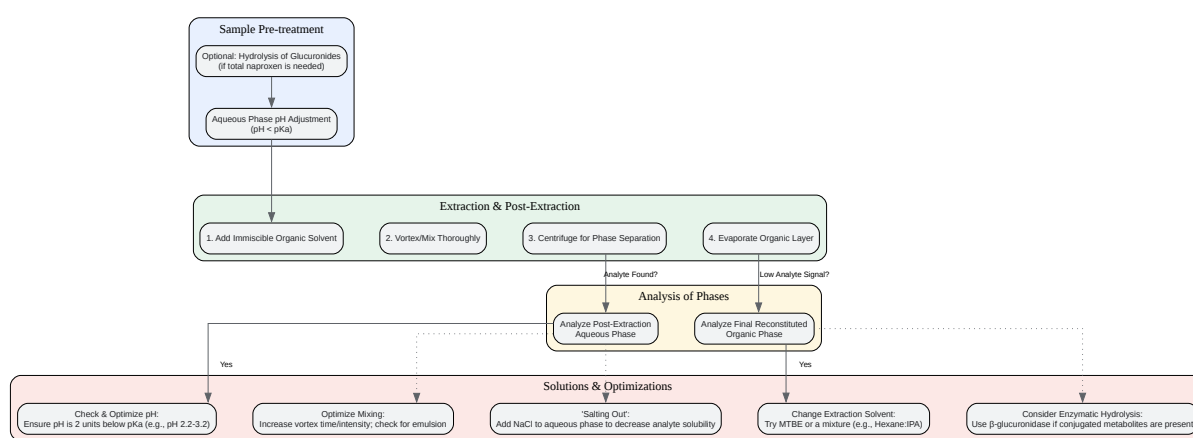 Sample Pre-treatment
Optional: Hydrolysis of Glucuronides
(if total naproxen is needed)
Aqueous Phase pH Adjustment
(pH < pKa)
Extraction & Post-Extraction
1. Add Immiscible Organic Solvent
2. Vortex/Mix Thoroughly
3. Centrifuge for Phase Separation
4. Evaporate Organic Layer
Analyte Found?
Low Analyte Signal?
Analysis of Phases
Analyze Post-Extraction
Aqueous Phase
Analyze Final Reconstituted
Organic Phase
Yes
Yes
Solutions & Optimizations
Check & Optimize pH:
Ensure pH is 2 units below pKa (e.g., pH 2.2-3.2)
Optimize Mixing:
Increase vortex time/intensity; check for emulsion
'Salting Out':
Add NaCl to aqueous phase to decrease analyte solubility
Change Extraction Solvent:
Try MTBE or a mixture (e.g., Hexane:IPA)
Consider Enzymatic Hydrolysis:
Use β-glucuronidase if conjugated metabolites are present